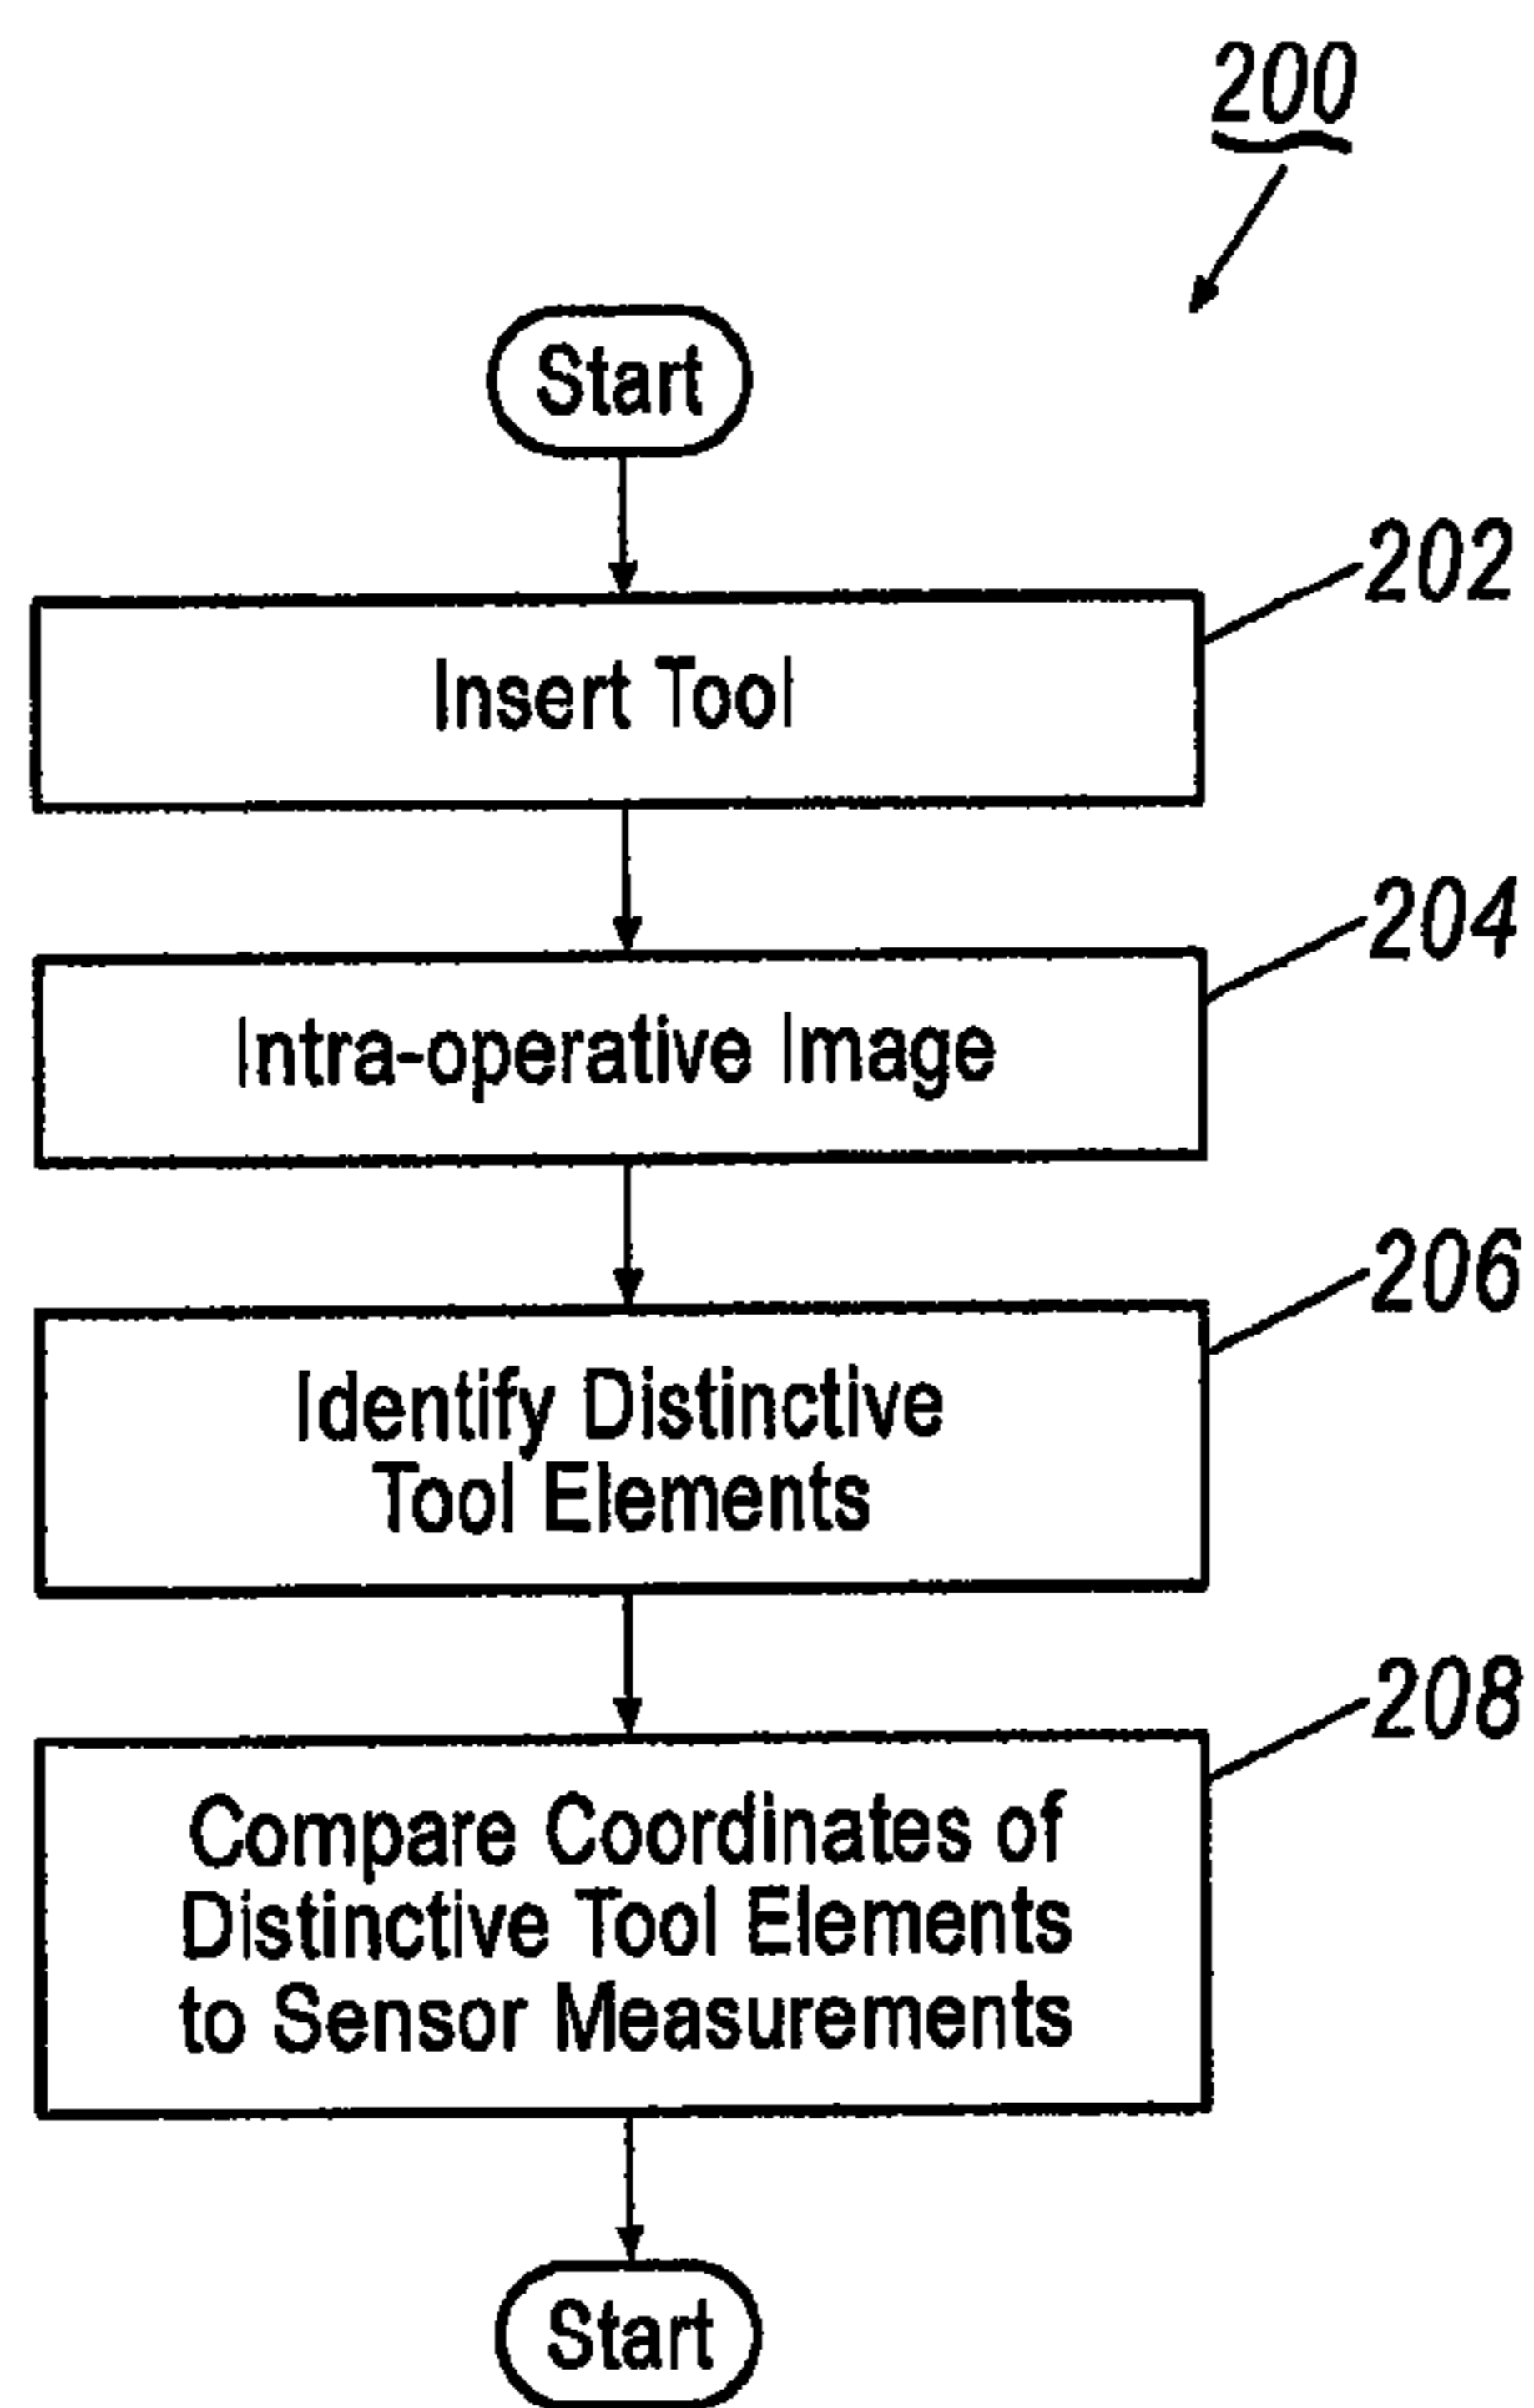 200
Start
202
Insert Tool
204
Intra-operative Image
206
Identify Distinctive
Tool Elements
208
Compare Coordinates of
Distinctive Tool Elements
to Sensor Measurements
Start